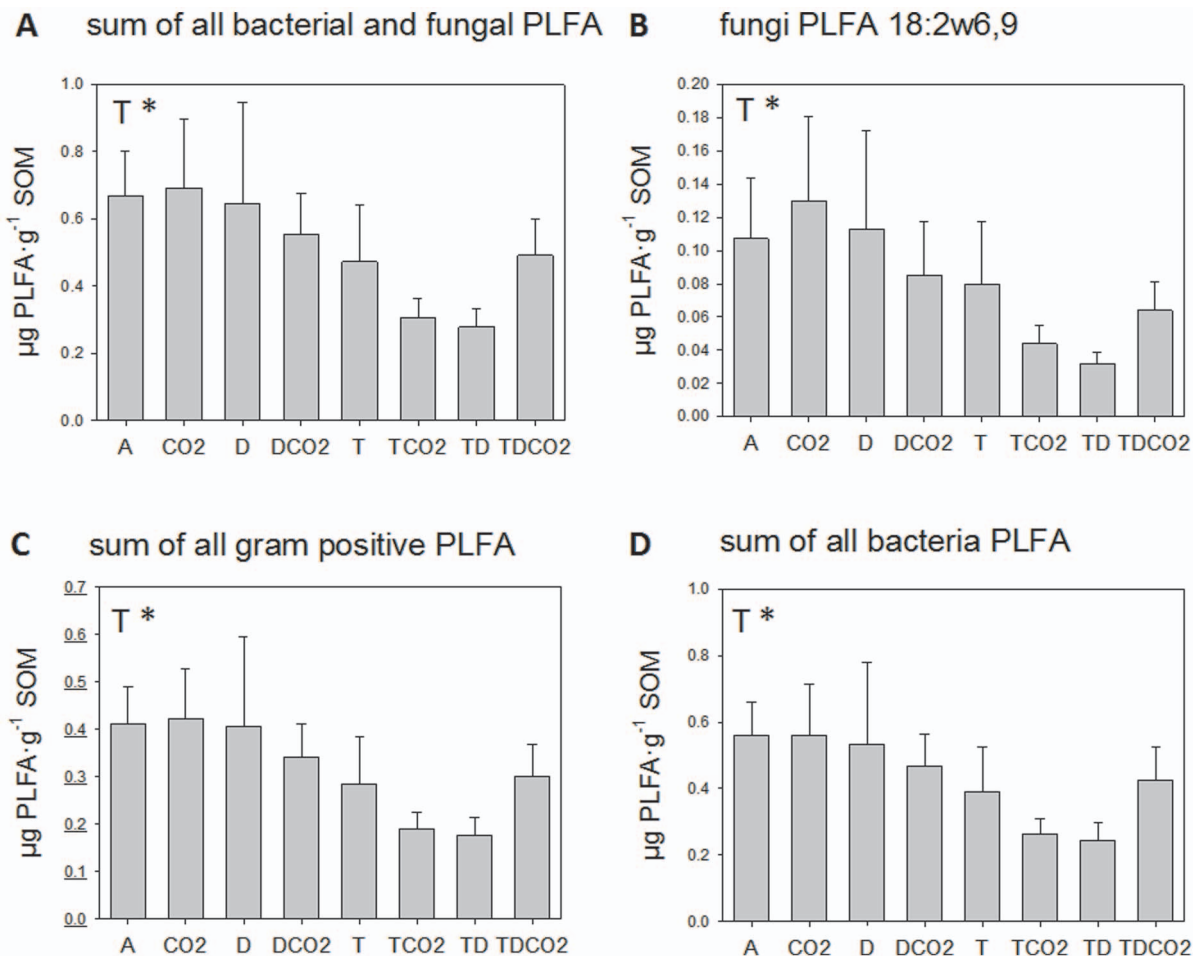 A sum of all bacterial and fungal PLFA
T *
µg PLFA·g⁻¹ SOM
1.0
0.8
0.6
0.4
0.2
0.0
A CO2 D DCO2 T TCO2 TD TDCO2
B fungi PLFA 18:2w6,9
T *
µg PLFA·g⁻¹ SOM
0.20
0.18
0.16
0.14
0.12
0.10
0.08
0.06
0.04
0.02
0.00
A CO2 D DCO2 T TCO2 TD TDCO2
C sum of all gram positive PLFA
T *
µg PLFA·g⁻¹ SOM
0.7
0.6
0.5
0.4
0.3
0.2
0.1
0.0
A CO2 D DCO2 T TCO2 TD TDCO2
D sum of all bacteria PLFA
T *
µg PLFA·g⁻¹ SOM
1.0
0.8
0.6
0.4
0.2
0.0
A CO2 D DCO2 T TCO2 TD TDCO2